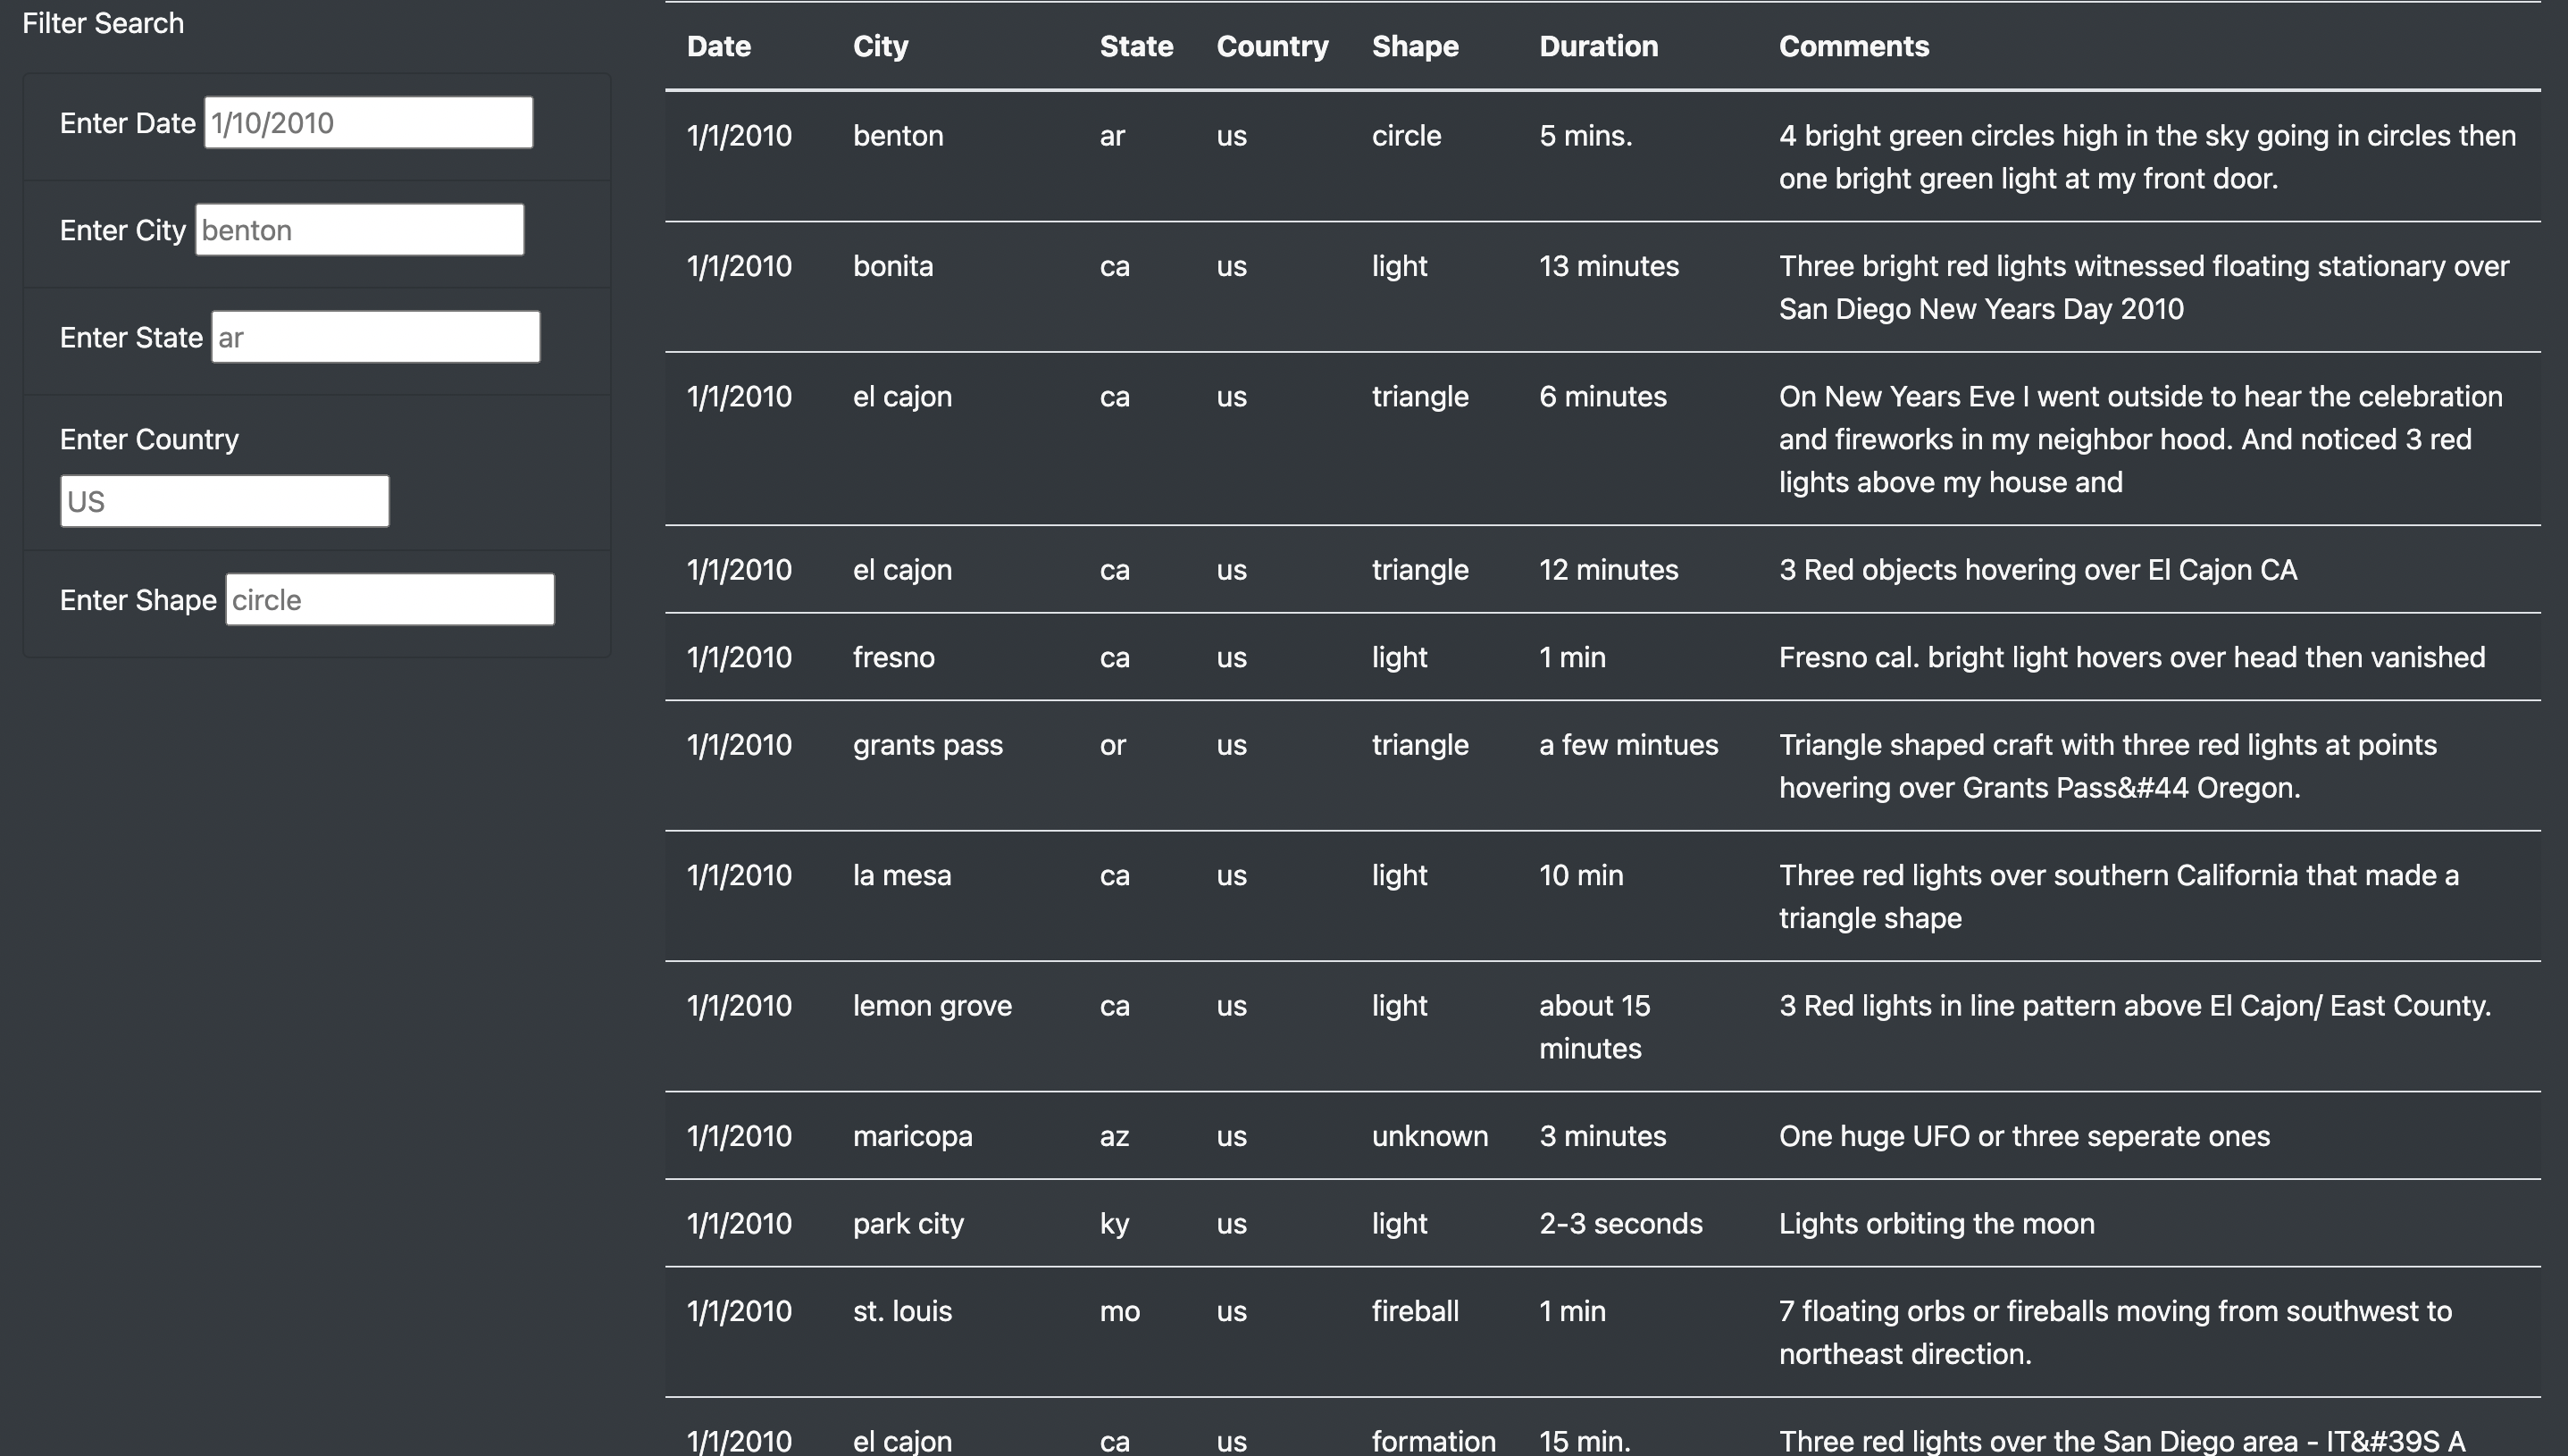 Filter Search
Enter Date 1/10/2010
Enter City benton
Enter State ar
Enter Country
US
Enter Shape circle
Date City State Country Shape Duration Comments
1/1/2010 benton ar us circle 5 mins. 4 bright green circles high in the sky going in circles then
one bright green light at my front door.
1/1/2010 bonita ca us light 13 minutes Three bright red lights witnessed floating stationary over
San Diego New Years Day 2010
1/1/2010 el cajon ca us triangle 6 minutes On New Years Eve I went outside to hear the celebration
and fireworks in my neighbor hood. And noticed 3 red
lights above my house and
1/1/2010 el cajon ca us triangle 12 minutes 3 Red objects hovering over El Cajon CA
1/1/2010 fresno ca us light 1 min Fresno cal. bright light hovers over head then vanished
1/1/2010 grants pass or us triangle a few mintues Triangle shaped craft with three red lights at points
hovering over Grants Pass&#44 Oregon.
1/1/2010 la mesa ca us light 10 min Three red lights over southern California that made a
triangle shape
1/1/2010 lemon grove ca us light about 15 3 Red lights in line pattern above El Cajon/ East County.
minutes
1/1/2010 maricopa az us unknown 3 minutes One huge UFO or three seperate ones
1/1/2010 park city ky us light 2-3 seconds Lights orbiting the moon
1/1/2010 st. louis mo us fireball 1 min 7 floating orbs or fireballs moving from southwest to
northeast direction.
1/1/2010 el cajon ca us formation 15 min. Three red lights over the San Diego area - IT&#39S A